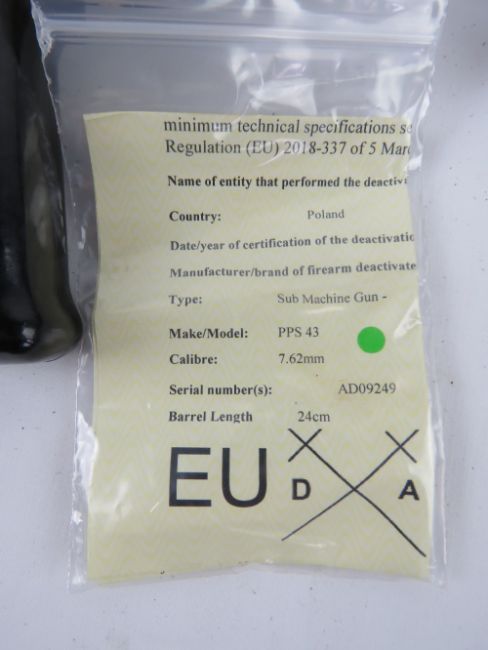 minimum technical specifications se
Regulation (EU) 2018-337 of 5 Marc
Name of entity that performed the deactiv
Country: Poland
Date/year of certification of the deactivatio
Manufacturer/brand of firearm deactivate
Type: Sub Machine Gun -
Make/Model: PPS 43
Calibre: 7.62mm
Serial number(s): AD09249
Barrel Length 24cm
EU D A